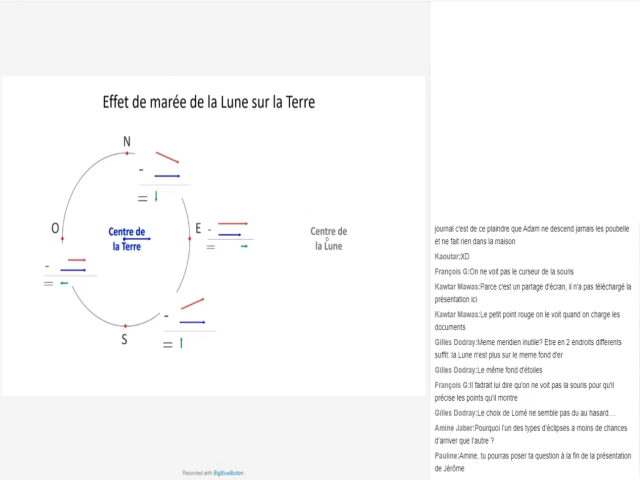 Effet de marée de la Lune sur la Terre
N
-
=
O
Centre de
la Terre
E
-
=
Centre de
la Lune
-
=
S
-
=
journal c'est de ce plaindre que Adam ne descend jamais les poubelle
et ne fait rien dans la maison
Kaoutar:XD
François G:On ne voit pas le curseur de la souris
Kawtar Mawas:Parce c'est un partage d'écran, il n'a pas téléchargé la
présentation ici
Kawtar Mawas:Le petit point rouge on le voit quand on charge les
documents
Gilles Dodray:Meme meridien inutile? Etre en 2 endroits differents
suffit: la Lune n'est plus sur le meme fond d'er
Gilles Dodray:Le même fond d'étoiles
François G:Il fadrait lui dire qu'on ne voit pas la souris pour qu'il
précise les points qu'il montre
Gilles Dodray:Le choix de Lomé ne semble pas du au hasard....
Amine Jaber:Pourquoi l'un des types d'éclipses a moins de chances
d'arriver que l'autre ?
Pauline:Amine, tu pourras poser ta question à la fin de la présentation
de Jérôme
Recorded with BigBlueButton.